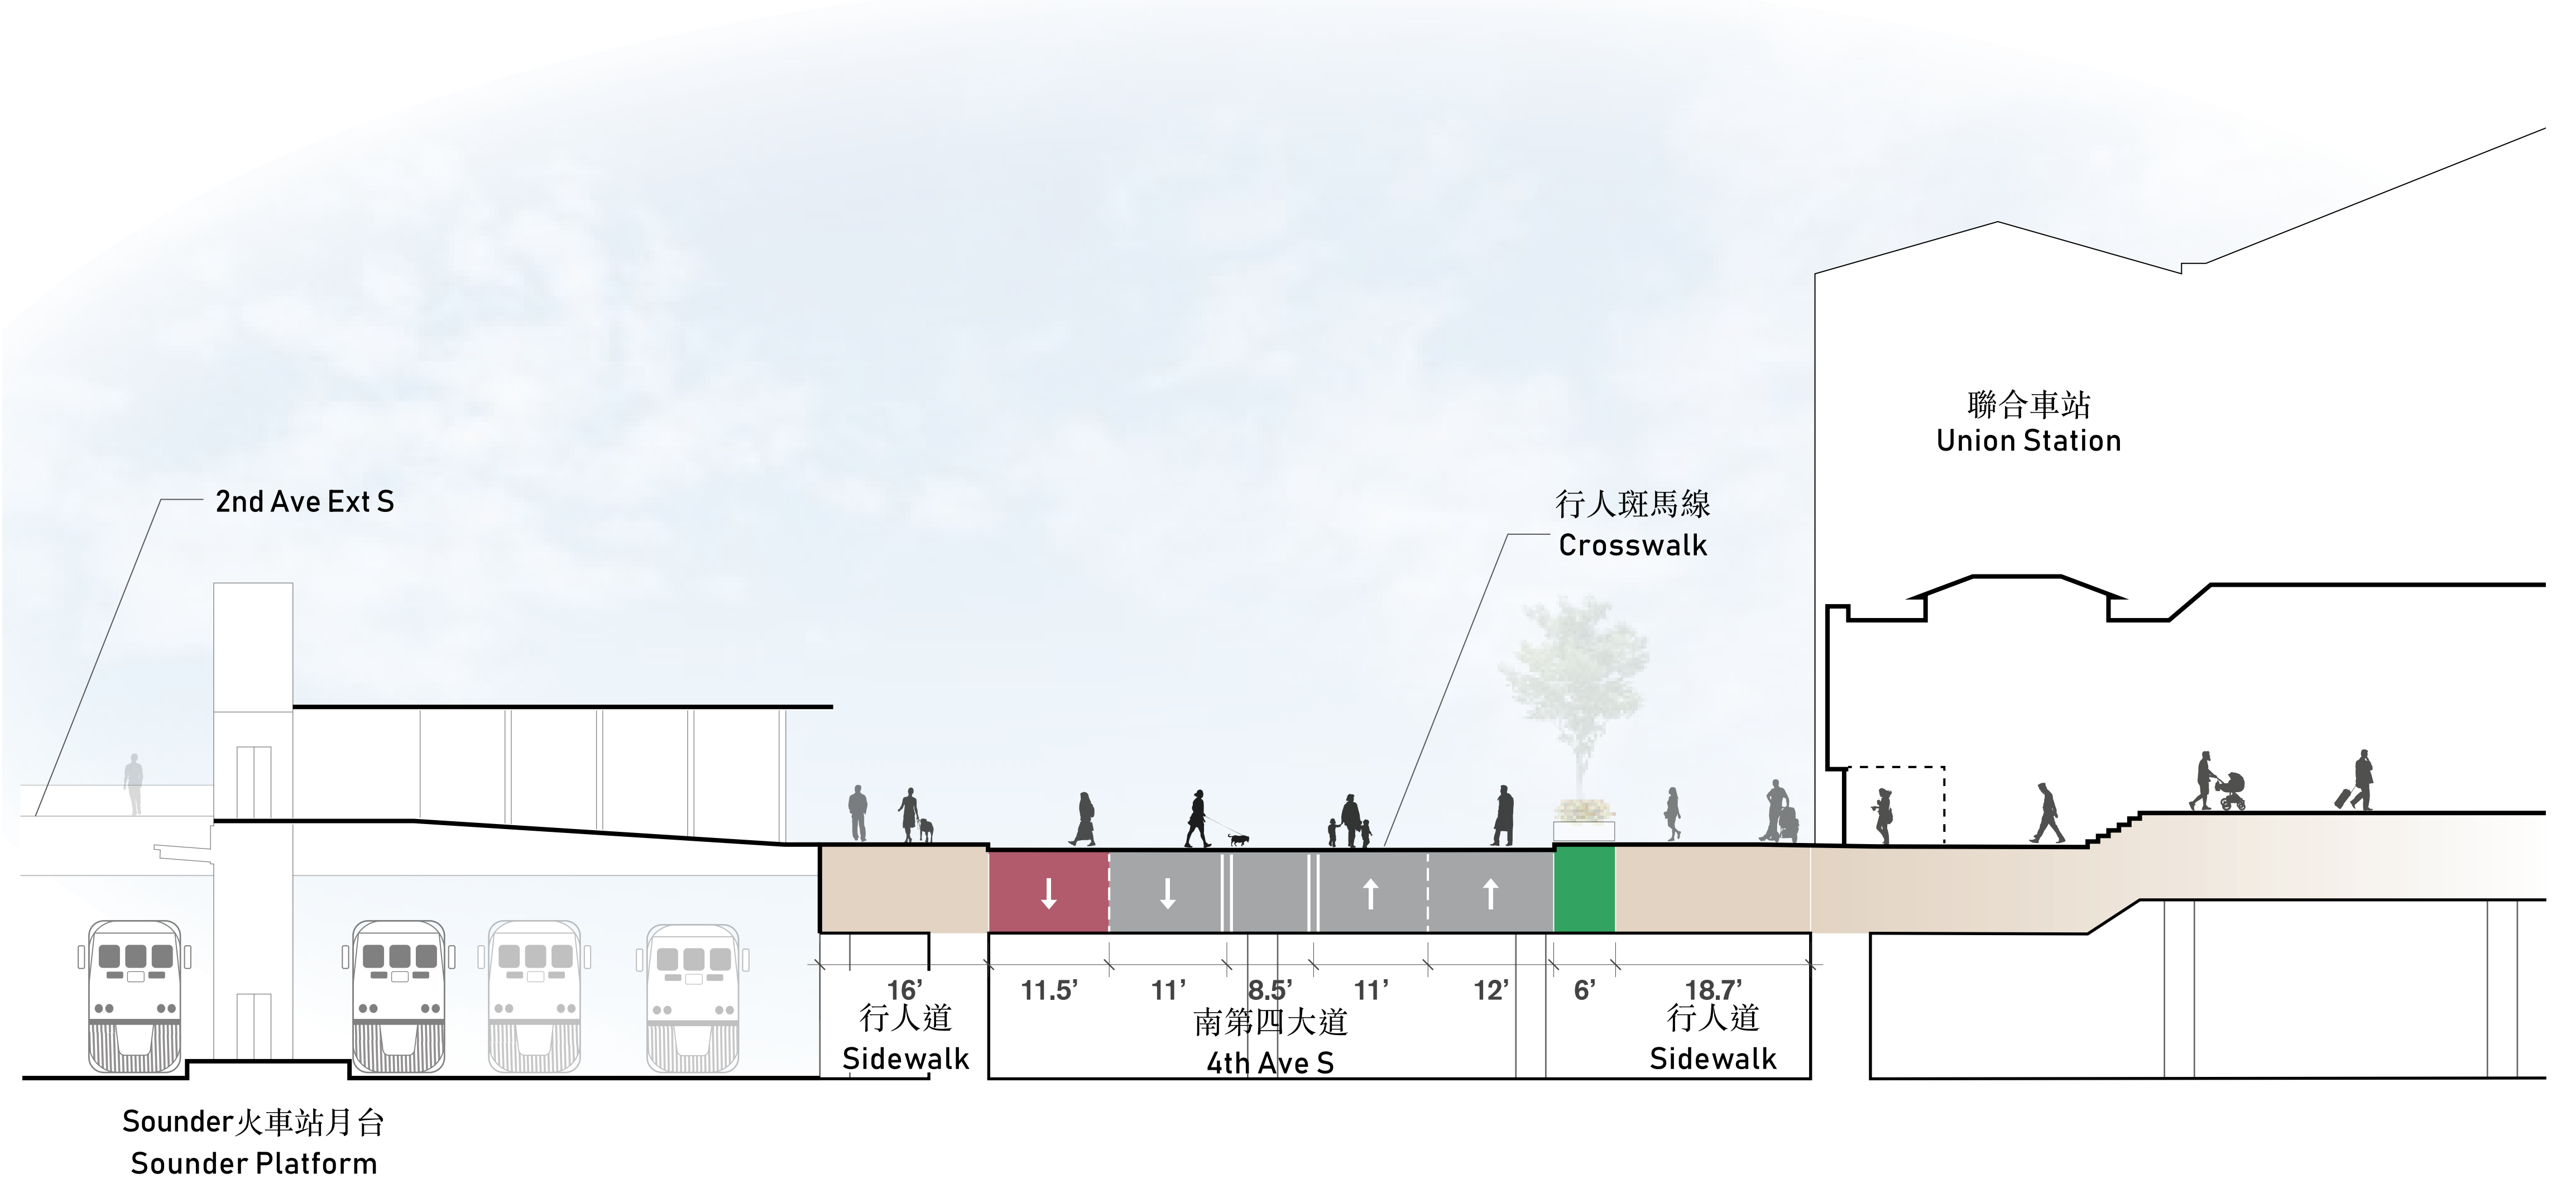 聯合車站
Union Station
2nd Ave Ext S
行人斑馬線
Crosswalk
16’
11.5’
11’
8.5’
11’
12’
6’
18.7’
行人道
Sidewalk
南第四大道
4th Ave S
行人道
Sidewalk
Sounder火車站月台
Sounder Platform